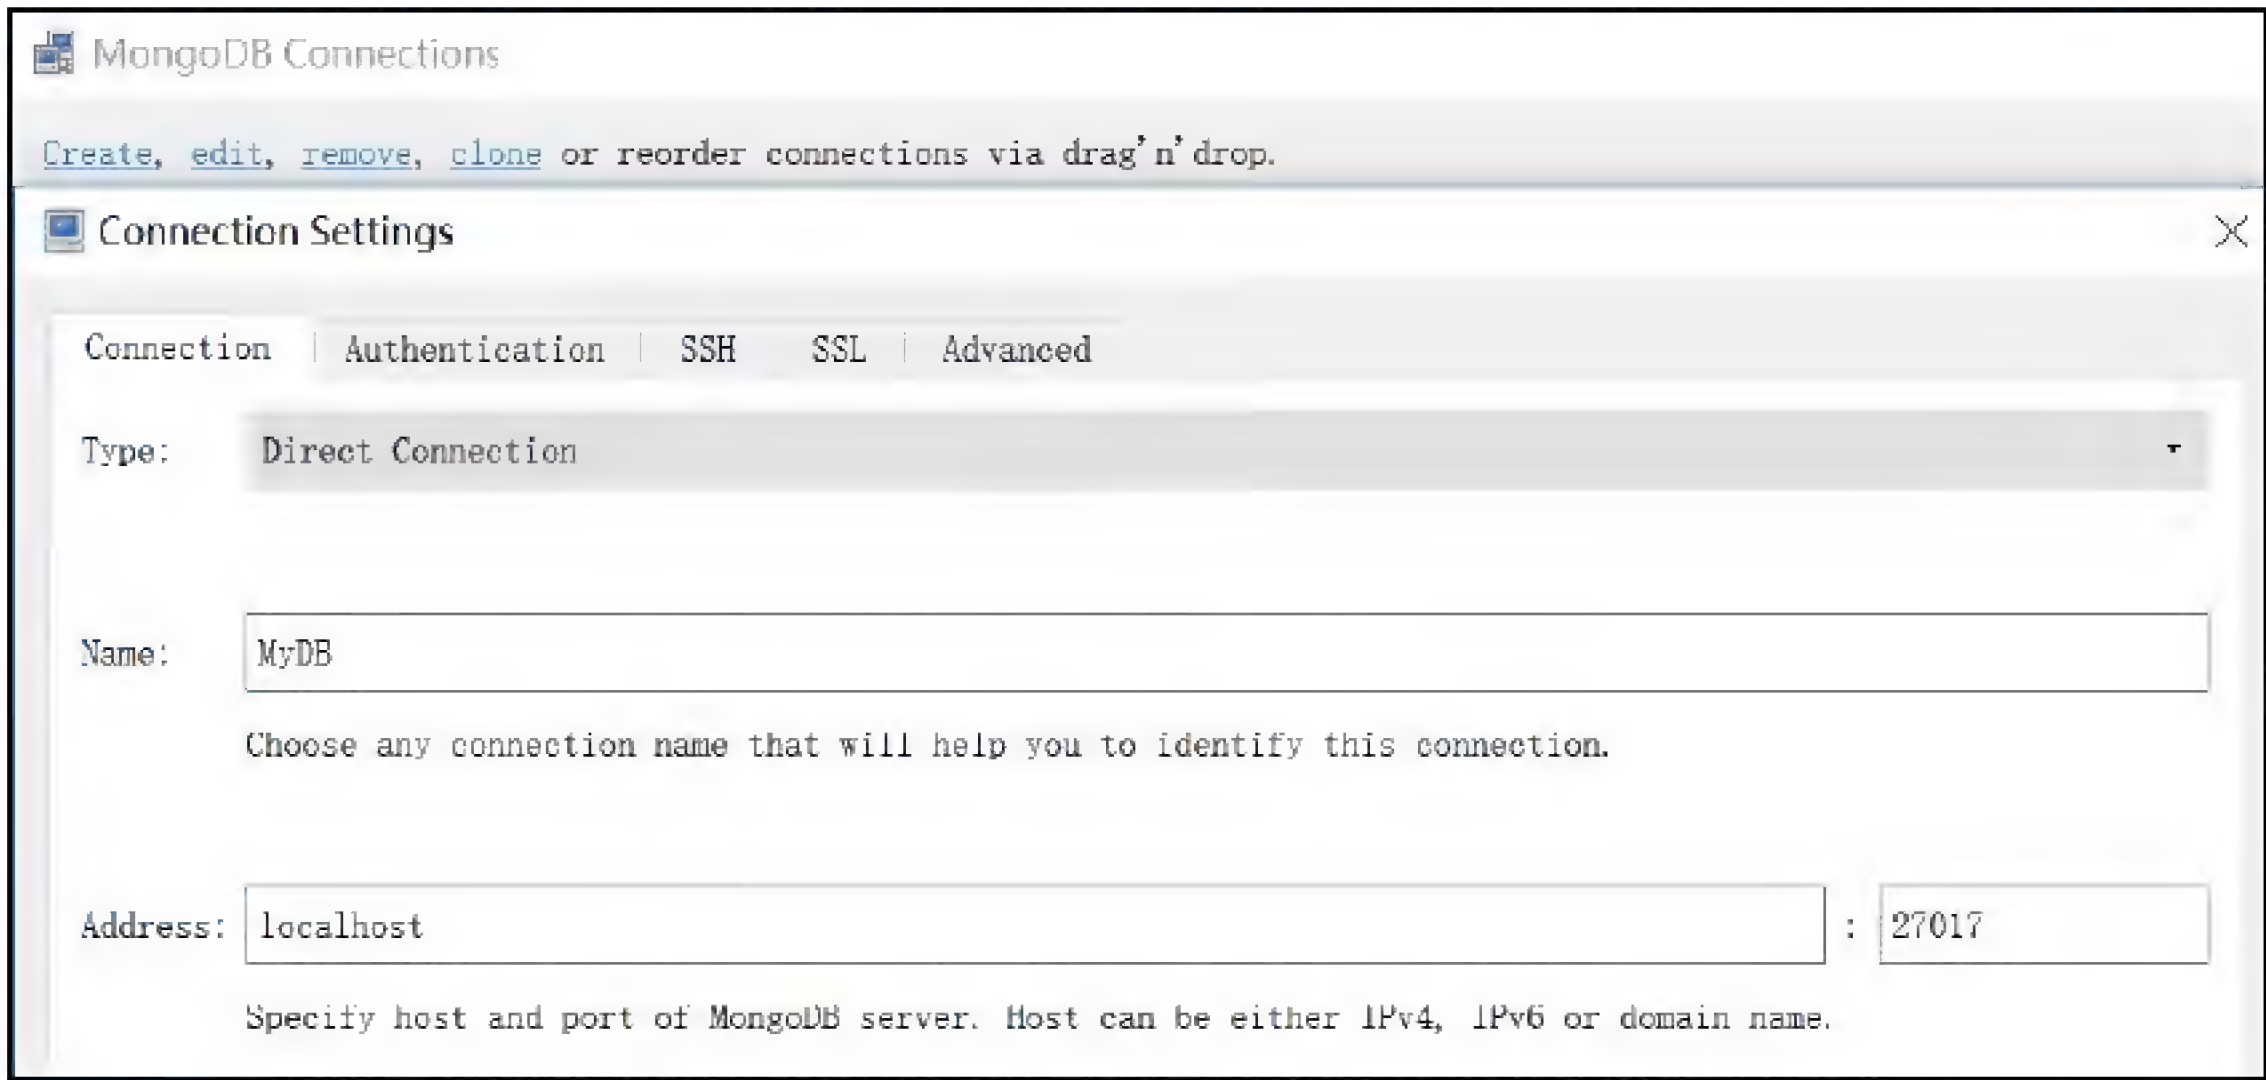 MongoDB Connections
Create, edit, remove, clone or reorder connections via drag'n'drop.
Connection Settings
Connection Authentication SSH SSL Advanced
Type: Direct Connection
Name: MyDB
Choose any connection name that will help you to identify this connection.
Address: localhost : 27017
Specify host and port of MongoDB server. Host can be either IPv4, IPv6 or domain name.